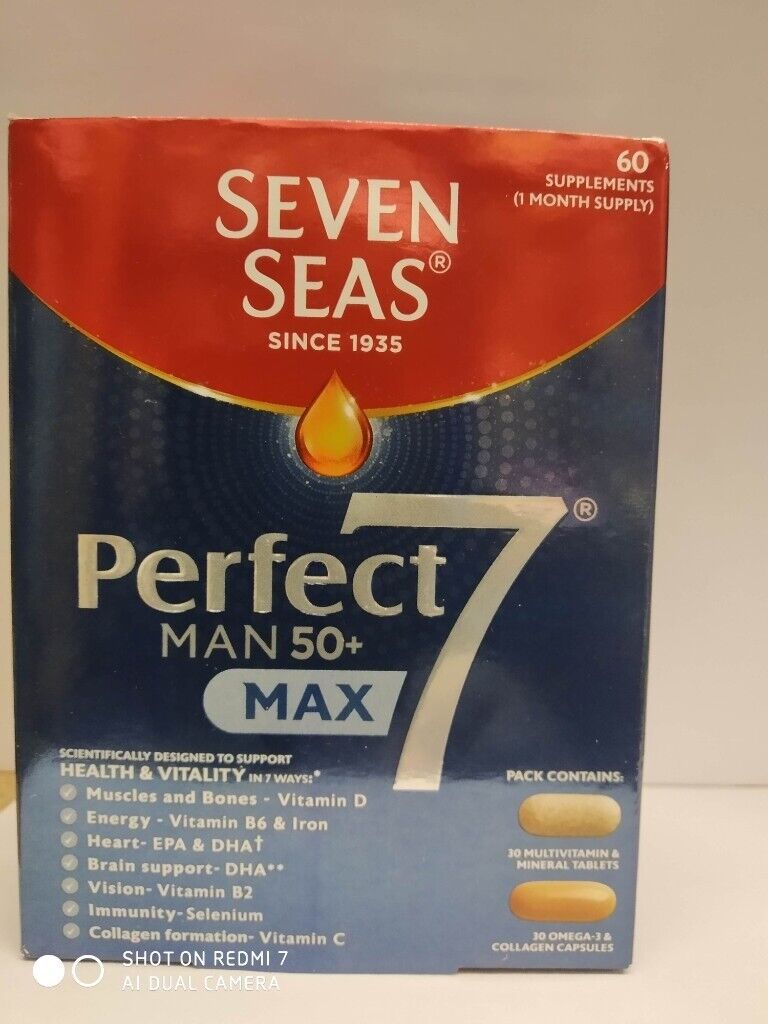 60
SUPPLEMENTS
(1 MONTH SUPPLY)
SEVEN
SEAS®
SINCE 1935
Perfect 7®
MAN 50+
MAX
SCIENTIFICALLY DESIGNED TO SUPPORT
HEALTH & VITALITY IN 7 WAYS:*
Muscles and Bones - Vitamin D
Energy - Vitamin B6 & Iron
Heart- EPA & DHA†
Brain support- DHA**
Vision- Vitamin B2
Immunity-Selenium
Collagen formation- Vitamin C
PACK CONTAINS:
30 MULTIVITAMIN &
MINERAL TABLETS
30 OMEGA-3 &
COLLAGEN CAPSULES
SHOT ON REDMI 7
AI DUAL CAMERA